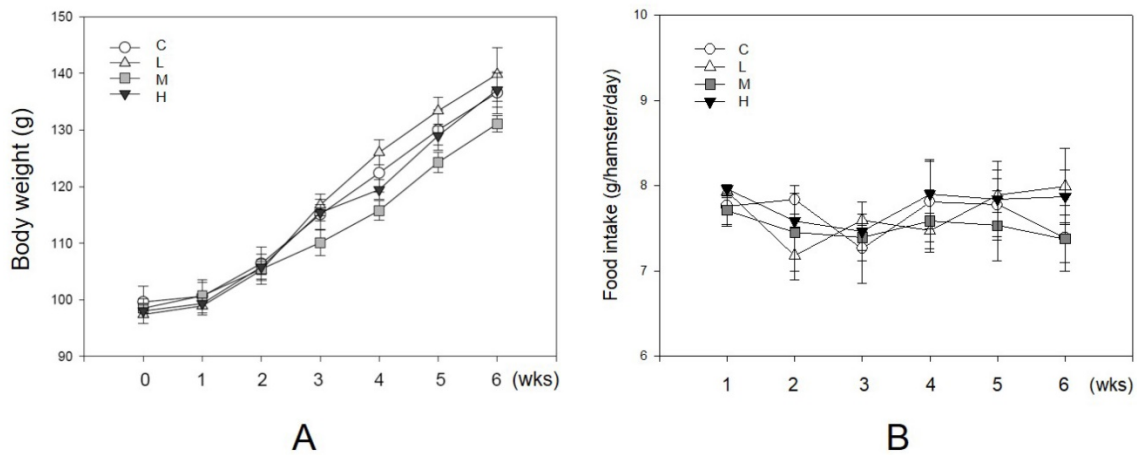 150
140
130
120
110
100
90
Body weight (g)
C
L
M
H
0 1 2 3 4 5 6 (wks)
A
10
9
8
7
6
Food intake (g/hamster/day)
C
L
M
H
1 2 3 4 5 6 (wks)
B